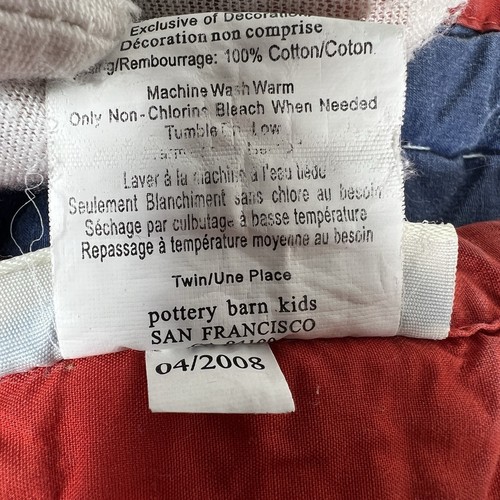 Exclusive of Decoration
Décoration non comprise
/Rembourrage: 100% Cotton/Coton
Machine Wash Warm
Only Non-Chlorine Bleach When Needed
Tumble Low
Laver à la machine à l'eau tiède
Seulement Blanchiment sans chlore au besoin
Séchage par culbutage à basse température
Repassage à température moyenne au besoin
Twin/Une Place
pottery barn kids
SAN FRANCISCO
04/2008